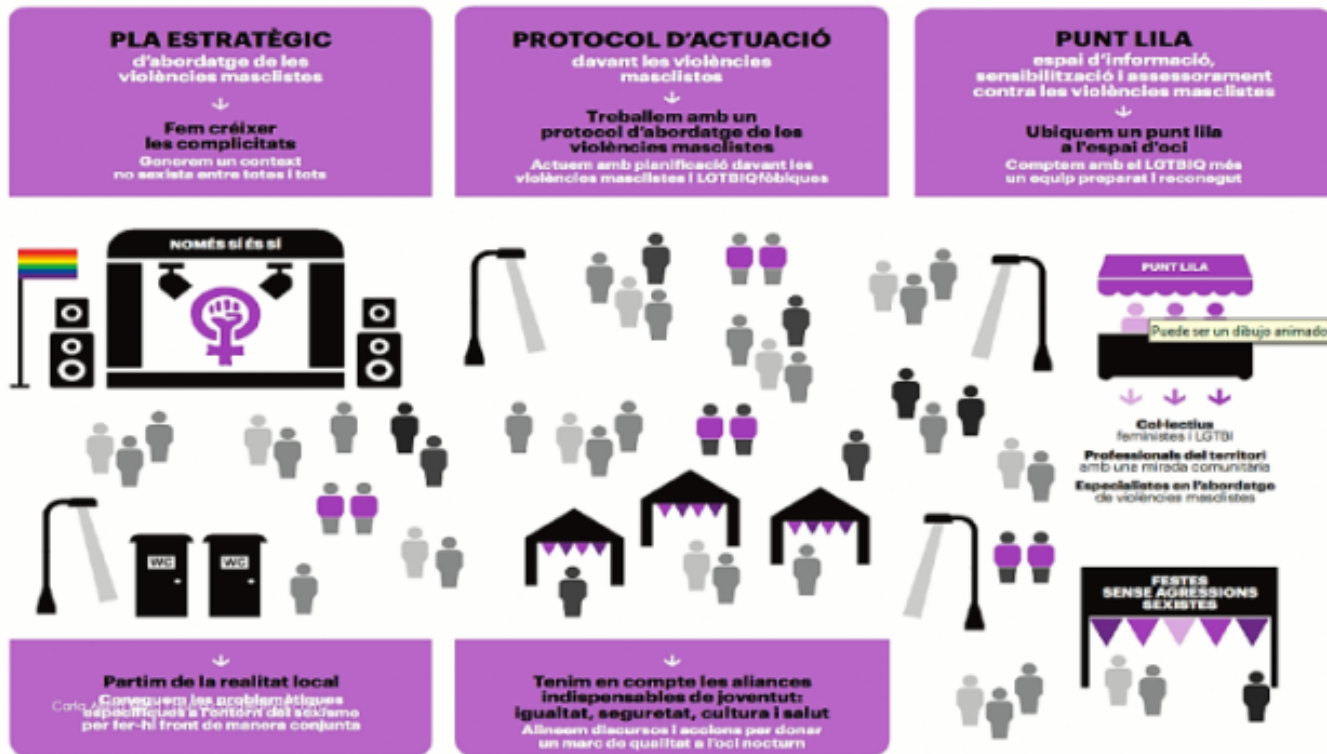 PLA ESTRATÈGIC
d'abordatge de les
violències masclistes
Fem créixer
les complicitats
Generem un context
no sexista entre totes i tots
PROTOCOL D'ACTUACIÓ
davant les violències
masclistes
Treballem amb un
protocol d'abordatge de les
violències masclistes
Actuem amb planificació davant les
violències masclistes i LGTBIQfòbiques
PUNT LILA
espai d'informació,
sensibilització i assessorament
contra les violències masclistes
Ubiquem un punt lila
a l'espai d'oci
Comptem amb el LGTBIQ més
un equip preparat i reconegut
NOMÉS SÍ ÉS SÍ
PUNT LILA
Puede ser un dibujo animado
Col·lectius
feministes i LGTBI
Professionals del territori
amb una mirada comunitària
Especialistes en l'abordatge
de violències masclistes
WC
WC
FESTES
SENSE AGRESSIONS
SEXISTES
Partim de la realitat local
Coneguem les problemàtiques
específiques a l'entorn del sexisme
per fer-hi front de manera conjunta
Carla
Tenim en compte les aliances
indispensables de joventut:
igualtat, seguretat, cultura i salut
Alineem discursos i accions per donar
un marc de qualitat a l'oci nocturn